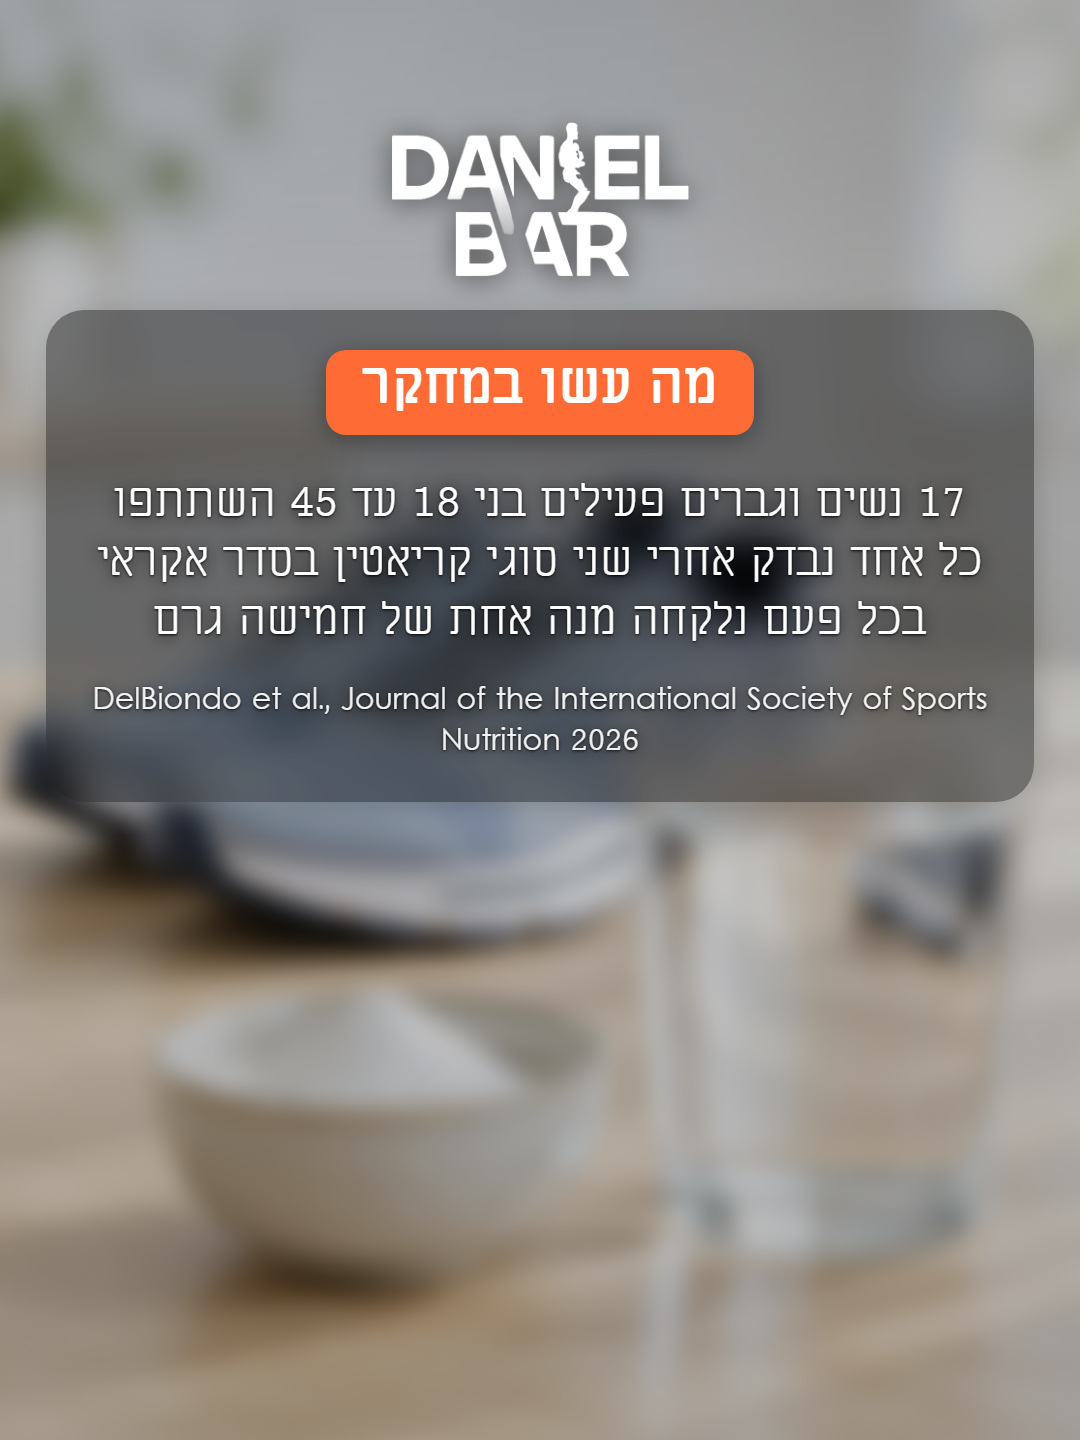 DANIEL
BAR
מה עשו במחקר
17 נשים וגברים פעילים בני 18 עד 45 השתתפו
כל אחד נבדק אחרי שני סוגי קריאטין בסדר אקראי
בכל פעם נלקחה מנה אחת של חמישה גרם
DelBiondo et al., Journal of the International Society of Sports
Nutrition 2026